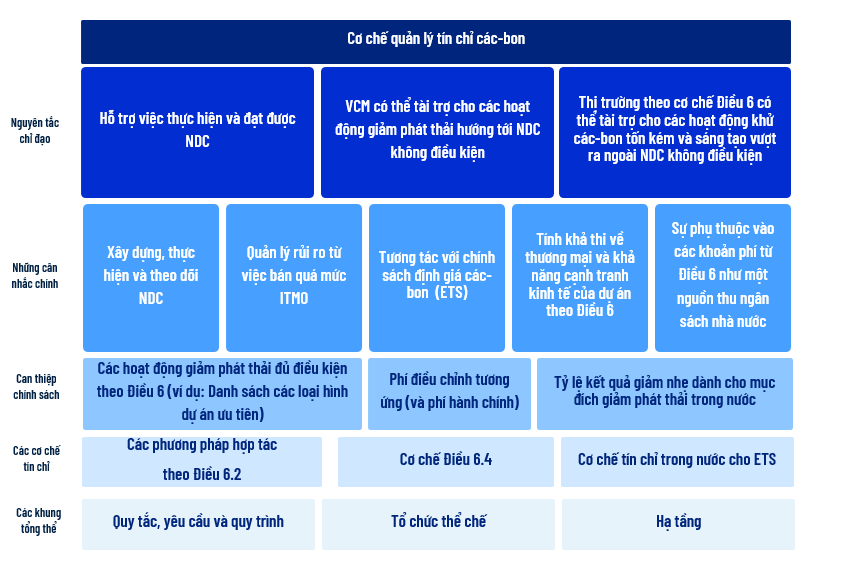 Cơ chế quản lý tín chỉ các-bon
Nguyên tắc
chỉ đạo
Hỗ trợ việc thực hiện và đạt được
NDC
VCM có thể tài trợ cho các hoạt
động giảm phát thải hướng tới NDC
không điều kiện
Thị trường theo cơ chế Điều 6 có
thể tài trợ cho các hoạt động khử
các-bon tốn kém và sáng tạo vượt
ra ngoài NDC không điều kiện
Những cân
nhắc chính
Xây dựng, thực
hiện và theo dõi
NDC
Quản lý rủi ro từ
việc bán quá mức
ITMO
Tương tác với chính
sách định giá các-
bon (ETS)
Tính khả thi về
thương mại và khả
năng cạnh tranh
kinh tế của dự án
theo Điều 6
Sự phụ thuộc vào
các khoản phí từ
Điều 6 như một
nguồn thu ngân
sách nhà nước
Can thiệp
chính sách
Các hoạt động giảm phát thải đủ điều kiện
theo Điều 6 (ví dụ: Danh sách các loại hình
dự án ưu tiên)
Phí điều chỉnh tương
ứng (và phí hành chính)
Tỷ lệ kết quả giảm nhẹ dành cho mục
đích giảm phát thải trong nước
Các cơ chế
tín chỉ
Các phương pháp hợp tác
theo Điều 6.2
Cơ chế Điều 6.4
Cơ chế tín chỉ trong nước cho ETS
Các khung
tổng thể
Quy tắc, yêu cầu và quy trình
Tổ chức thể chế
Hạ tầng